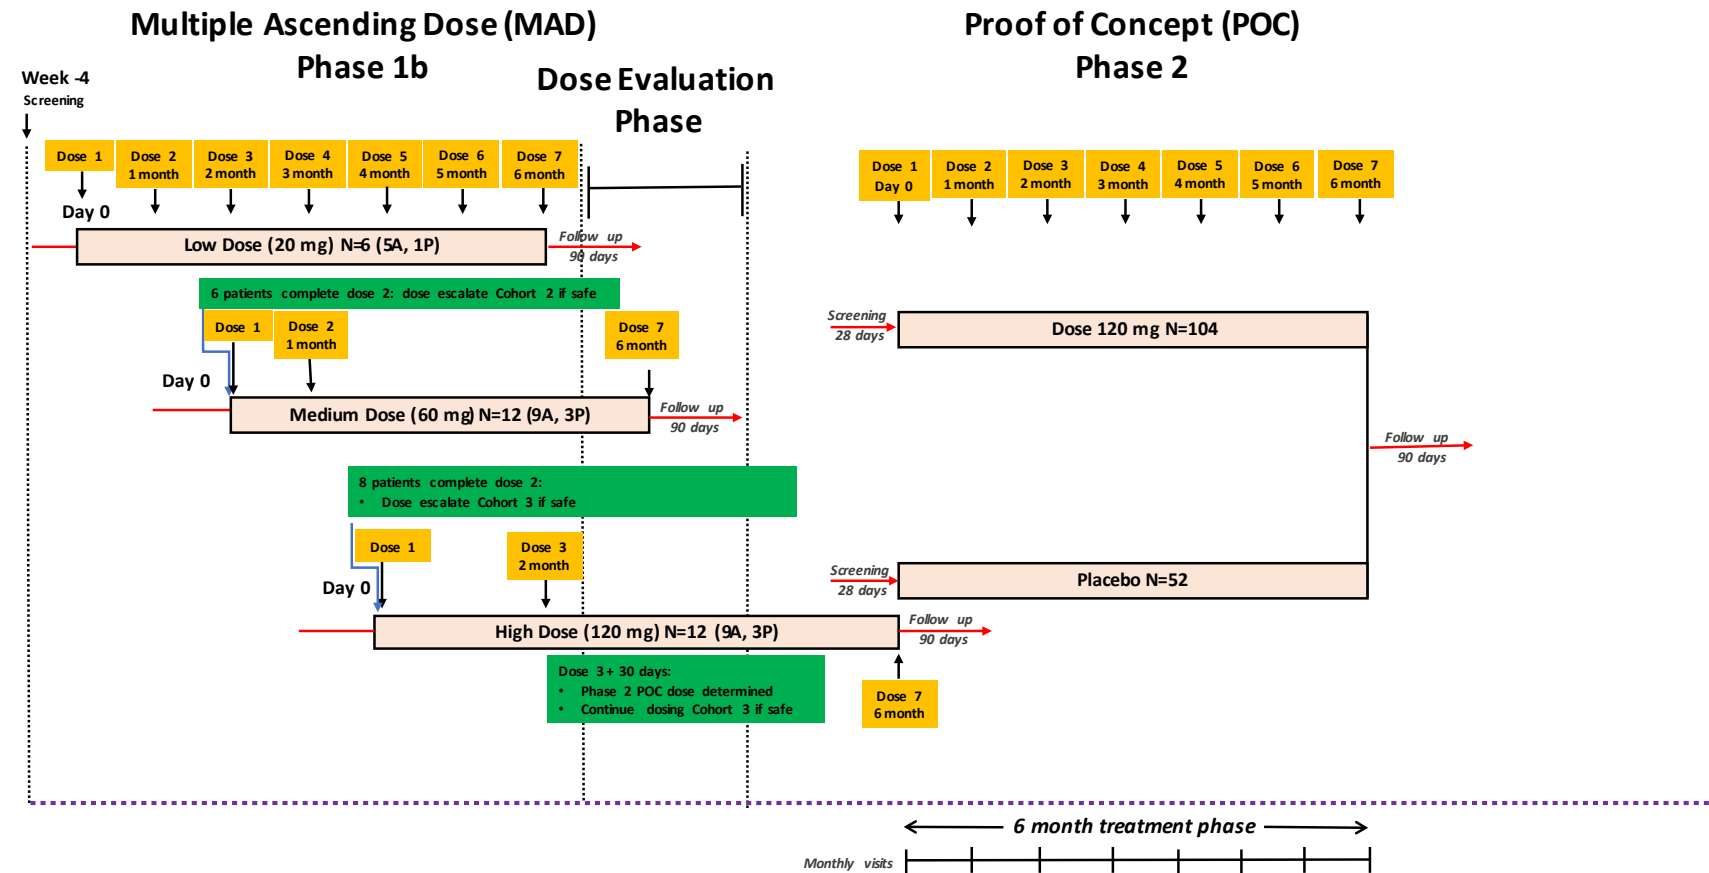 Multiple Ascending Dose (MAD)
Phase 1b
Proof of Concept (POC)
Phase 2
Dose Evaluation
Phase
Week -4
Screening
Dose 1
Dose 2
1 month
Dose 3
2 month
Dose 4
3 month
Dose 5
4 month
Dose 6
5 month
Dose 7
6 month
Day 0
Low Dose (20 mg) N=6 (5A, 1P)
Follow up
90 days
6 patients complete dose 2: dose escalate Cohort 2 if safe
Dose 1
Dose 2
1 month
Dose 7
6 month
Day 0
Medium Dose (60 mg) N=12 (9A, 3P)
Follow up
90 days
8 patients complete dose 2:
• Dose escalate Cohort 3 if safe
Dose 1
Dose 3
2 month
Day 0
High Dose (120 mg) N=12 (9A, 3P)
Follow up
90 days
Dose 3 + 30 days:
• Phase 2 POC dose determined
• Continue dosing Cohort 3 if safe
Dose 7
6 month
Dose 1
Day 0
Dose 2
1 month
Dose 3
2 month
Dose 4
3 month
Dose 5
4 month
Dose 6
5 month
Dose 7
6 month
Screening
28 days
Dose 120 mg N=104
Follow up
90 days
Screening
28 days
Placebo N=52
6 month treatment phase
Monthly visits